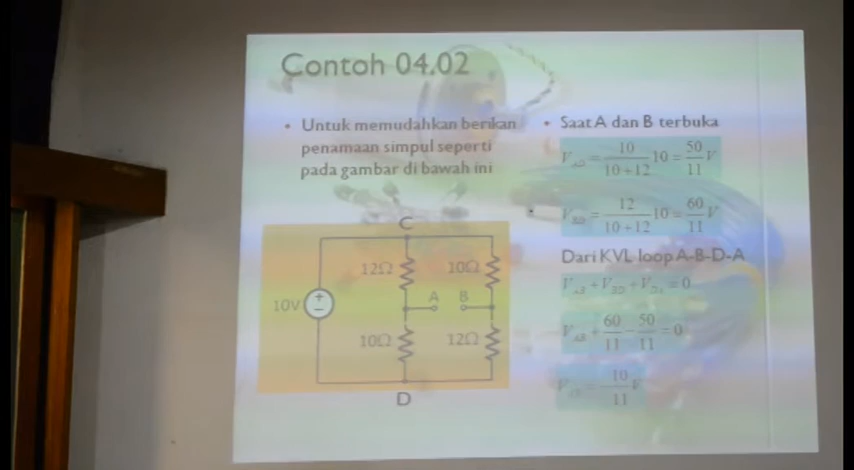 Contoh 04.02
• Untuk memudahkan berikan
penamaan simpul seperti
pada gambar di bawah ini
C
12Ω 10Ω
10V + − A B
10Ω 12Ω
D
• Saat A dan B terbuka
V_AD = 10/(10+12) 10 = 50/11 V
V_BD = 12/(10+12) 10 = 60/11 V
Dari KVL loop A-B-D-A
V_AB + V_BD + V_DA = 0
V_AB + 60/11 − 50/11 = 0
10/11 V